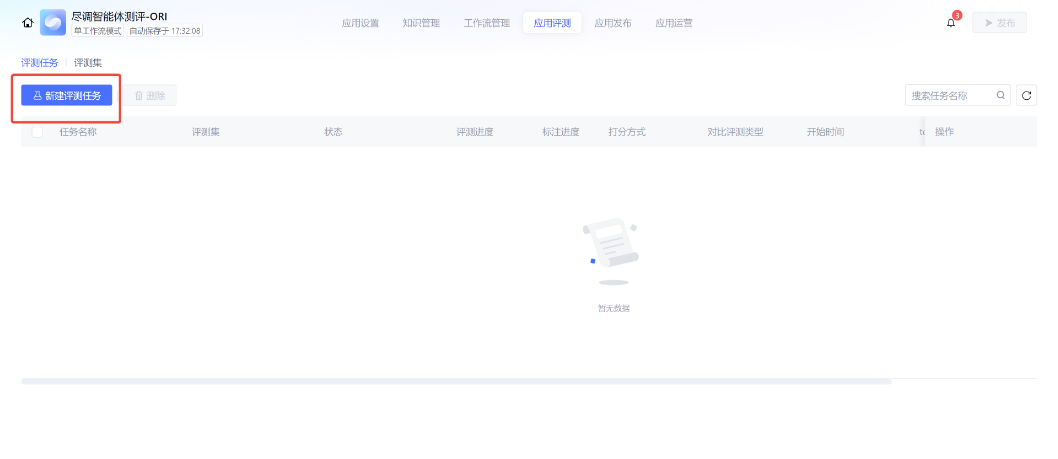 尽调智能体测评-ORI
单工作流模式 自动保存于 17:32:08
应用设置 知识管理 工作流管理 应用评测 应用发布 应用运营
3
发布
评测任务 评测集
新建评测任务 删除
搜索任务名称
任务名称 评测集 状态 评测进度 标注进度 打分方式 对比评测类型 开始时间 操作
暂无数据